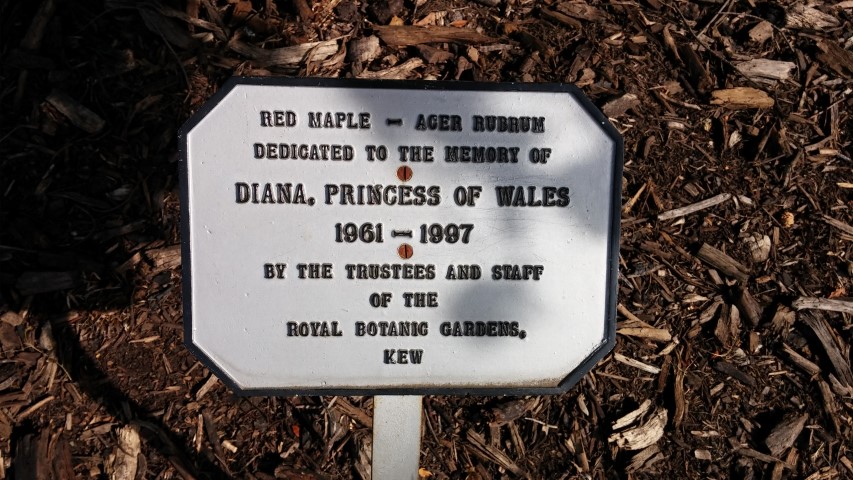 RED MAPLE - ACER RUBRUM
DEDICATED TO THE MEMORY OF
DIANA, PRINCESS OF WALES
1961 - 1997
BY THE TRUSTEES AND STAFF
OF THE
ROYAL BOTANIC GARDENS,
KEW